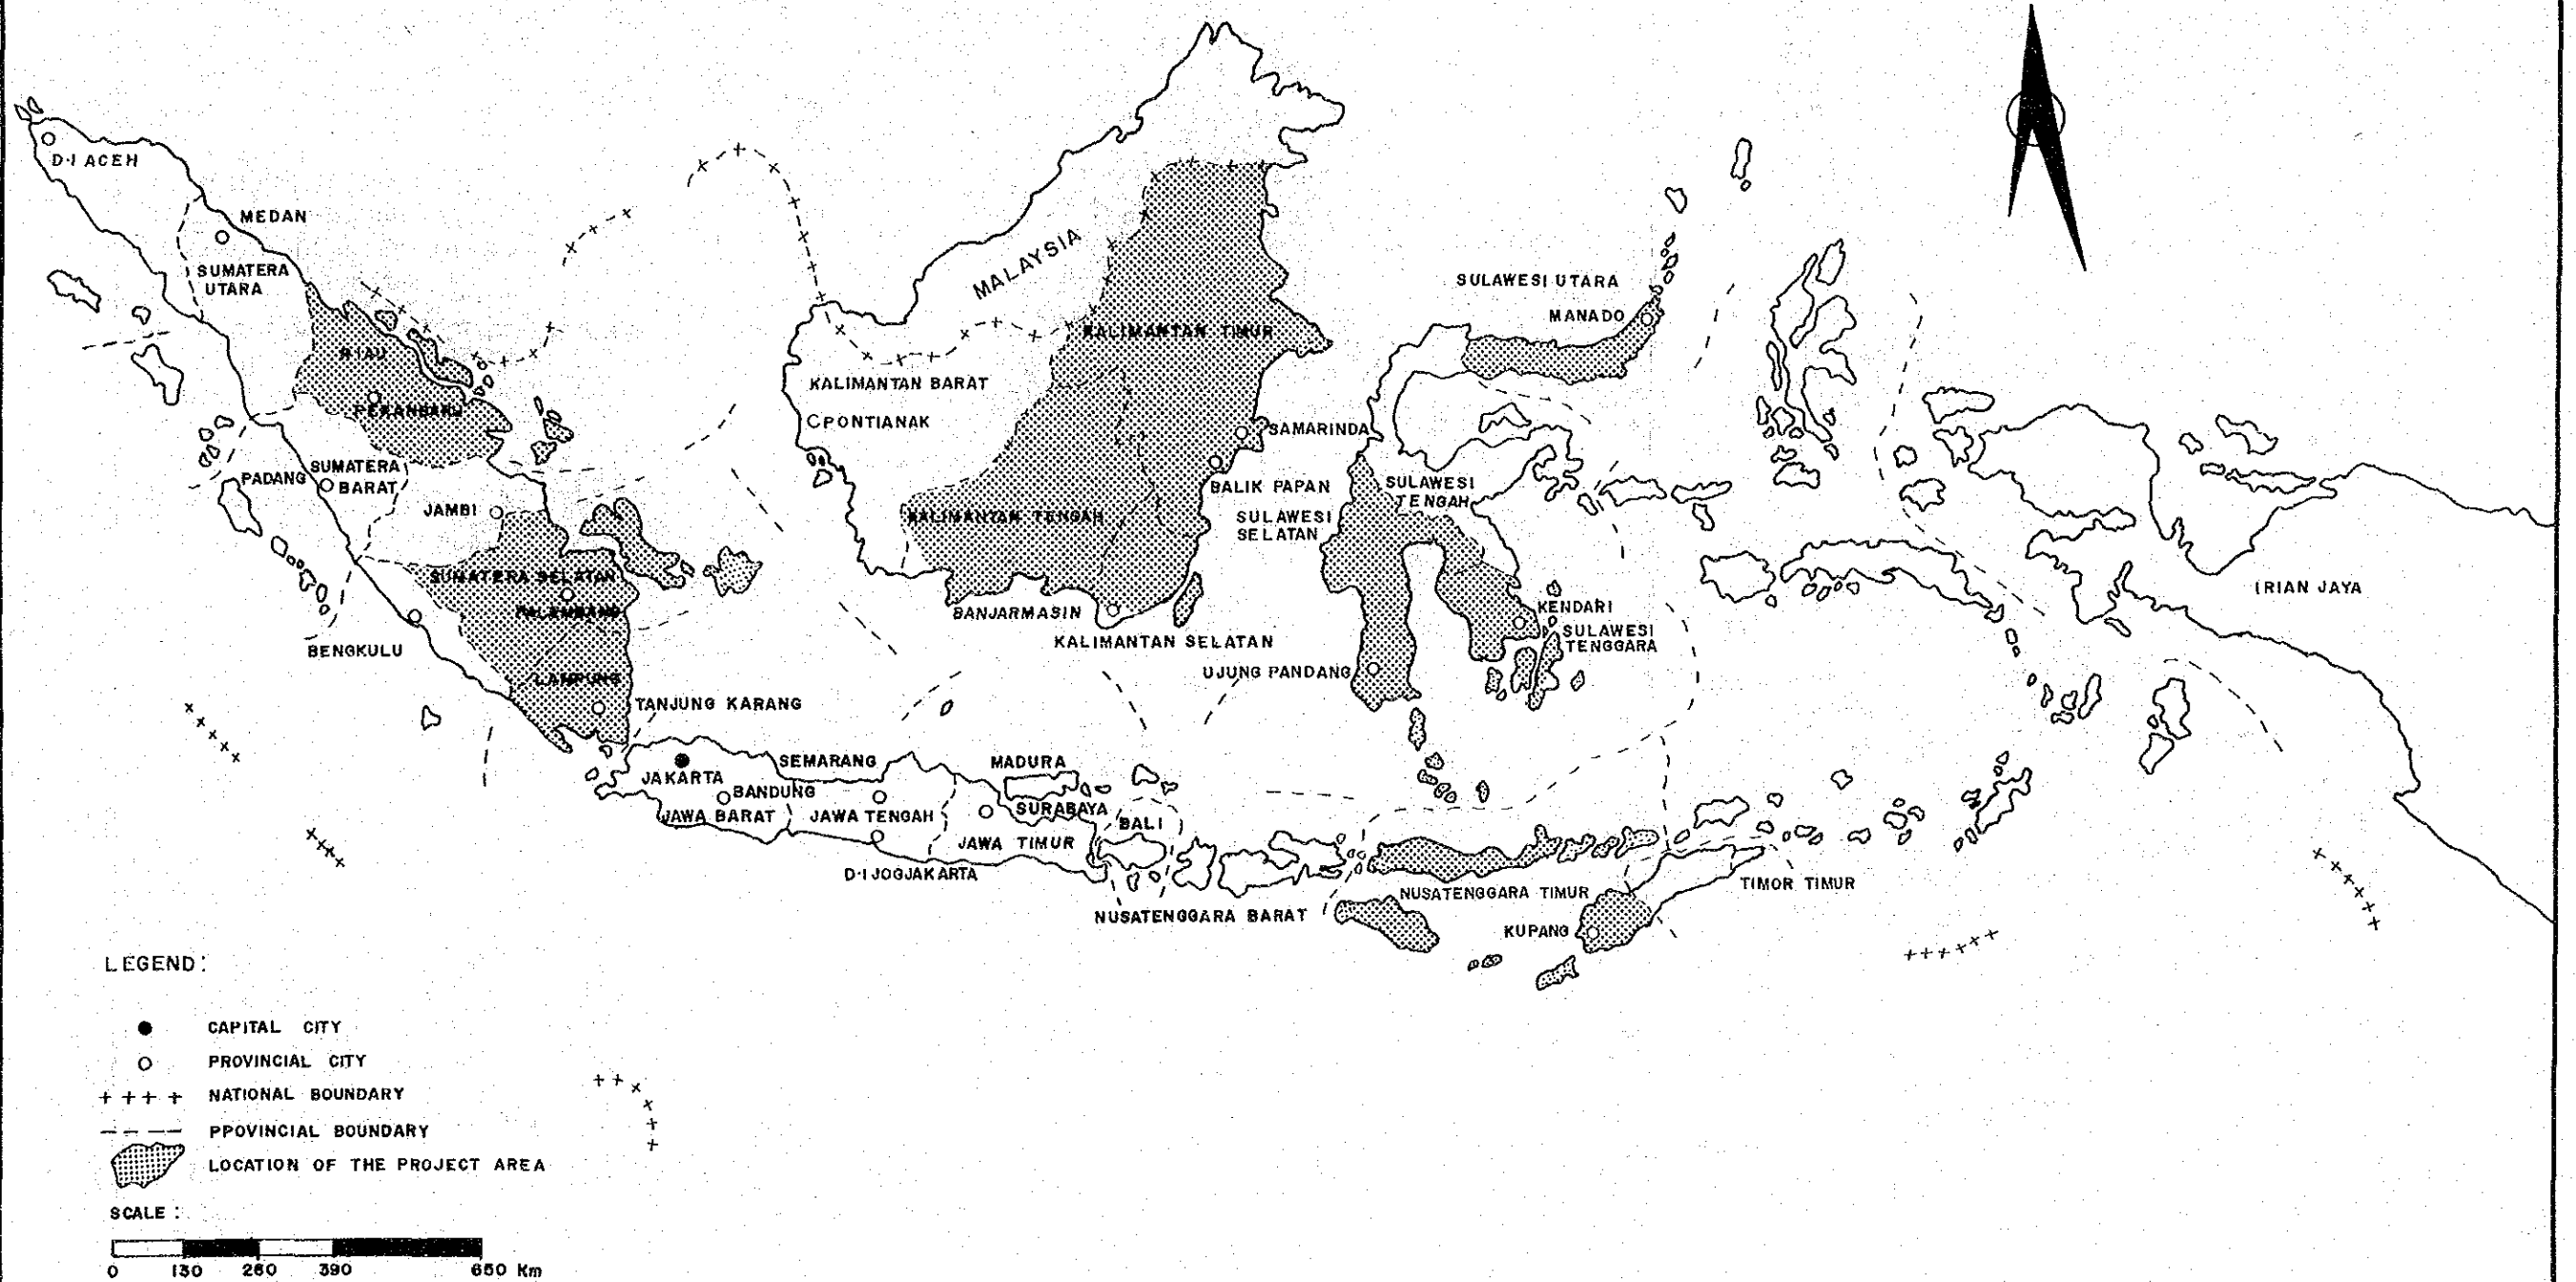 D·I ACEH
MEDAN
SUMATERA
UTARA
RIAU
PEKANBARU
PADANG
SUMATERA
BARAT
JAMBI
SUMATERA SELATAN
PALEMBANG
BENGKULU
LAMPUNG
TANJUNG KARANG
MALAYSIA
KALIMANTAN TIMUR
KALIMANTAN BARAT
PONTIANAK
SAMARINDA
BALIK PAPAN
KALIMANTAN TENGAH
BANJARMASIN
KALIMANTAN SELATAN
SULAWESI UTARA
MANADO
SULAWESI
TENGAH
SULAWESI
SELATAN
KENDARI
SULAWESI
TENGGARA
UJUNG PANDANG
IRIAN JAYA
JAKARTA
BANDUNG
JAWA BARAT
SEMARANG
JAWA TENGAH
D·I JOGJAKARTA
MADURA
SURABAYA
JAWA TIMUR
BALI
NUSATENGGARA BARAT
NUSATENGGARA TIMUR
KUPANG
TIMOR TIMUR
LEGEND:
CAPITAL CITY
PROVINCIAL CITY
NATIONAL BOUNDARY
PPOVINCIAL BOUNDARY
LOCATION OF THE PROJECT AREA
SCALE :
0 130 260 390 650 Km